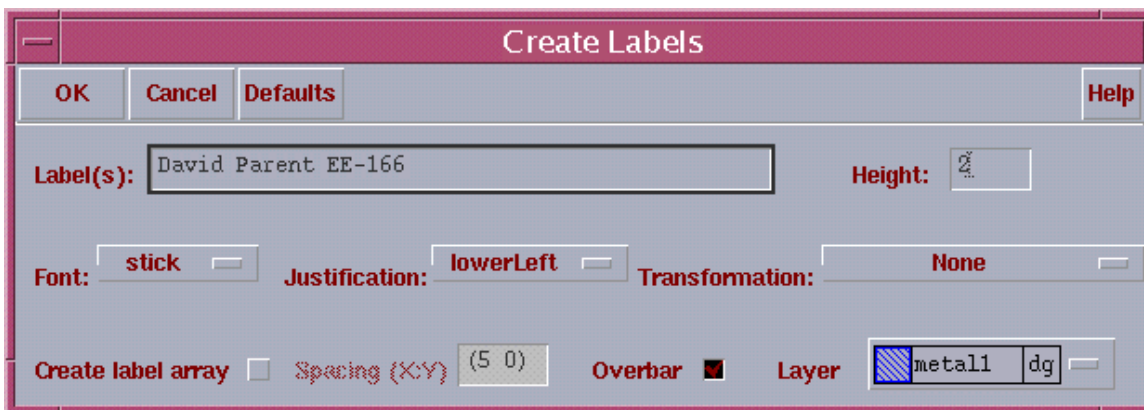 Create Labels
OK Cancel Defaults Help
Label(s): David Parent EE-166 Height: 2
Font: stick Justification: lowerLeft Transformation: None
Create label array Spacing (X:Y) (5 0) Overbar Layer metal1 dg